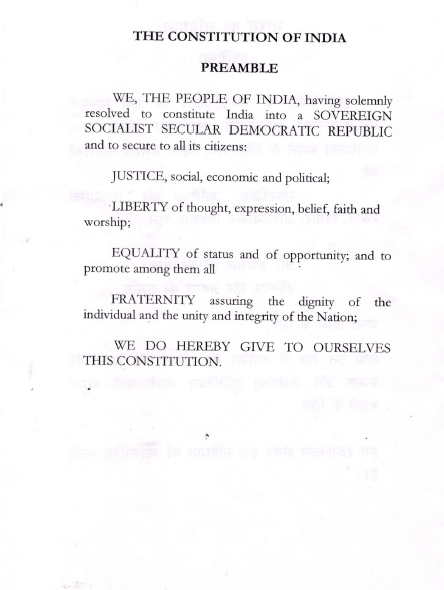 THE CONSTITUTION OF INDIA
PREAMBLE
WE, THE PEOPLE OF INDIA, having solemnly
resolved to constitute India into a SOVEREIGN
SOCIALIST SECULAR DEMOCRATIC REPUBLIC
and to secure to all its citizens:
JUSTICE, social, economic and political;
LIBERTY of thought, expression, belief, faith and
worship;
EQUALITY of status and of opportunity; and to
promote among them all
FRATERNITY assuring the dignity of the
individual and the unity and integrity of the Nation;
WE DO HEREBY GIVE TO OURSELVES
THIS CONSTITUTION.